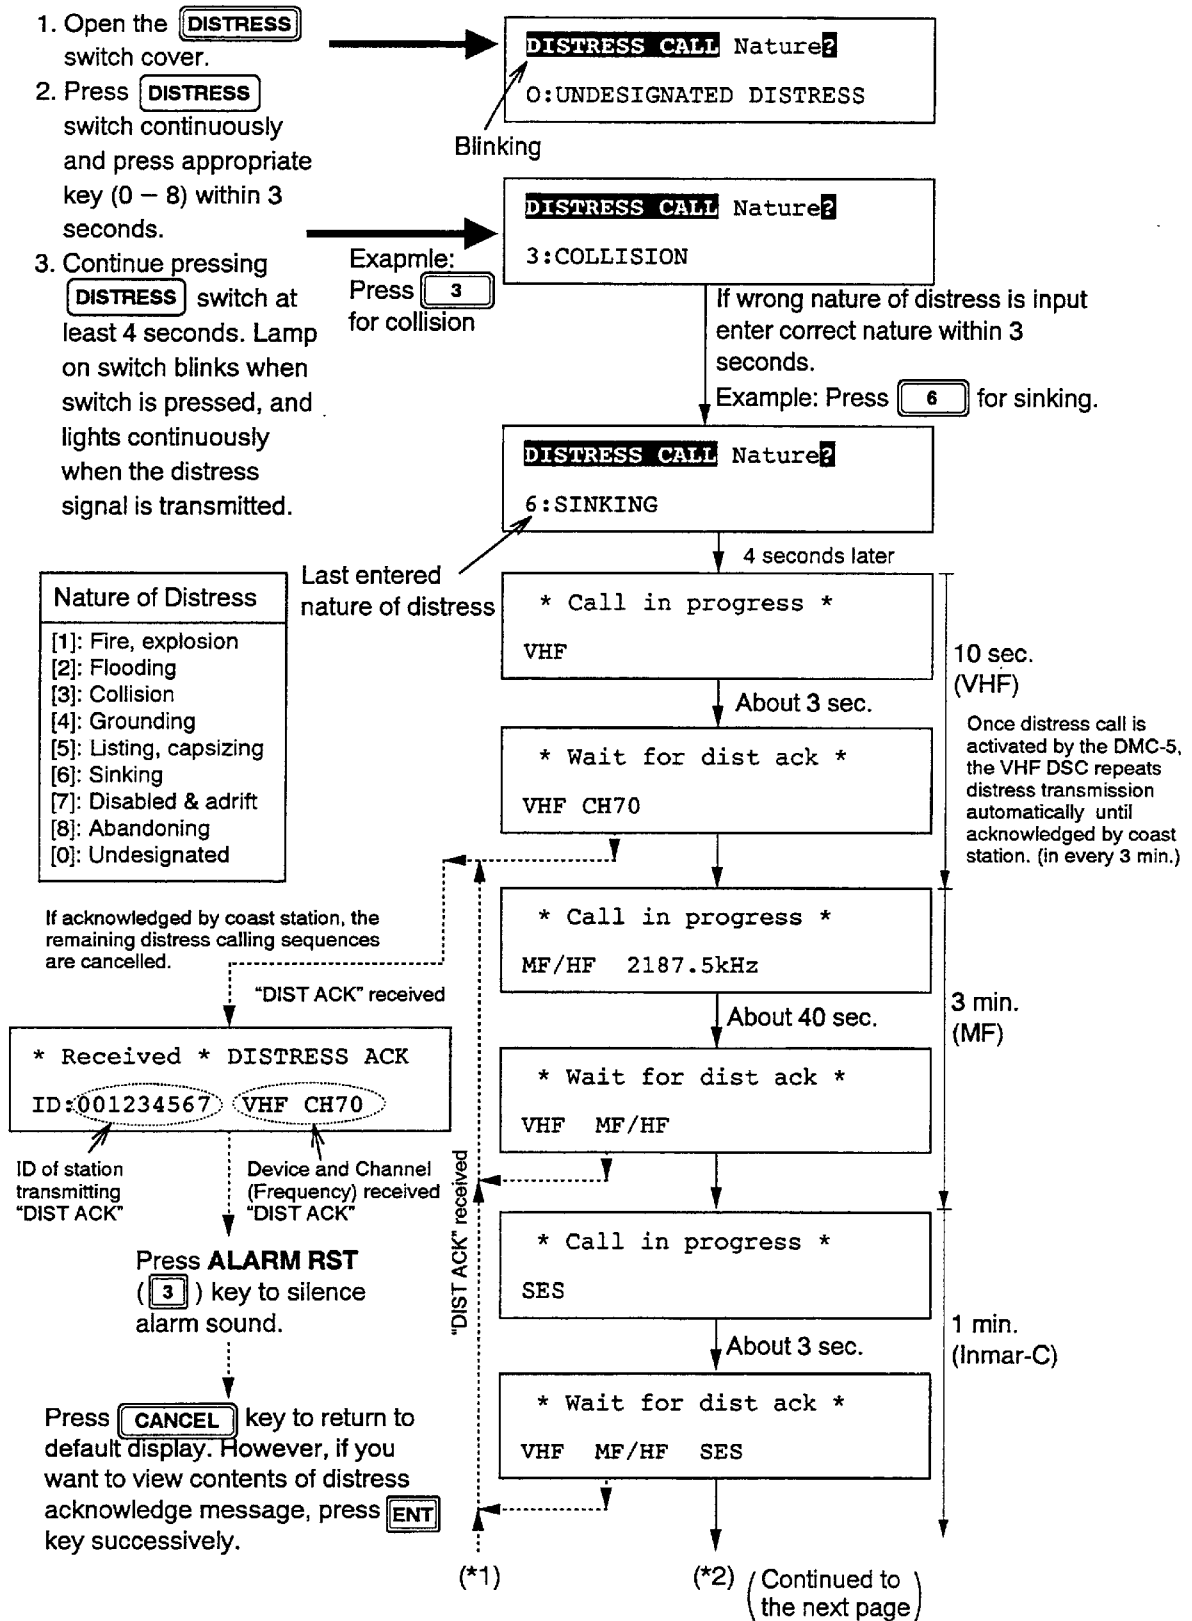 1. Open the DISTRESS
switch cover.
2. Press DISTRESS
switch continuously
and press appropriate
key (0 – 8) within 3
seconds.
3. Continue pressing
DISTRESS switch at
least 4 seconds. Lamp
on switch blinks when
switch is pressed, and
lights continuously
when the distress
signal is transmitted.
DISTRESS CALL Nature?
0:UNDESIGNATED DISTRESS
Blinking
DISTRESS CALL Nature?
3:COLLISION
Exapmle:
Press 3
for collision
If wrong nature of distress is input
enter correct nature within 3
seconds.
Example: Press 6 for sinking.
DISTRESS CALL Nature?
6:SINKING
Last entered
nature of distress
4 seconds later
Nature of Distress
[1]: Fire, explosion
[2]: Flooding
[3]: Collision
[4]: Grounding
[5]: Listing, capsizing
[6]: Sinking
[7]: Disabled & adrift
[8]: Abandoning
[0]: Undesignated
* Call in progress *
VHF
10 sec.
(VHF)
About 3 sec.
* Wait for dist ack *
VHF CH70
Once distress call is
activated by the DMC-5,
the VHF DSC repeats
distress transmission
automatically until
acknowledged by coast
station. (in every 3 min.)
If acknowledged by coast station, the
remaining distress calling sequences
are cancelled.
"DIST ACK" received
* Call in progress *
MF/HF 2187.5kHz
3 min.
(MF)
About 40 sec.
* Received * DISTRESS ACK
ID:001234567 VHF CH70
ID of station
transmitting
"DIST ACK"
Device and Channel
(Frequency) received
"DIST ACK"
* Wait for dist ack *
VHF MF/HF
"DIST ACK" received
Press ALARM RST
( 3 ) key to silence
alarm sound.
* Call in progress *
SES
1 min.
(Inmar-C)
About 3 sec.
Press CANCEL key to return to
default display. However, if you
want to view contents of distress
acknowledge message, press ENT
key successively.
* Wait for dist ack *
VHF MF/HF SES
(*1)
(*2) (Continued to
the next page)